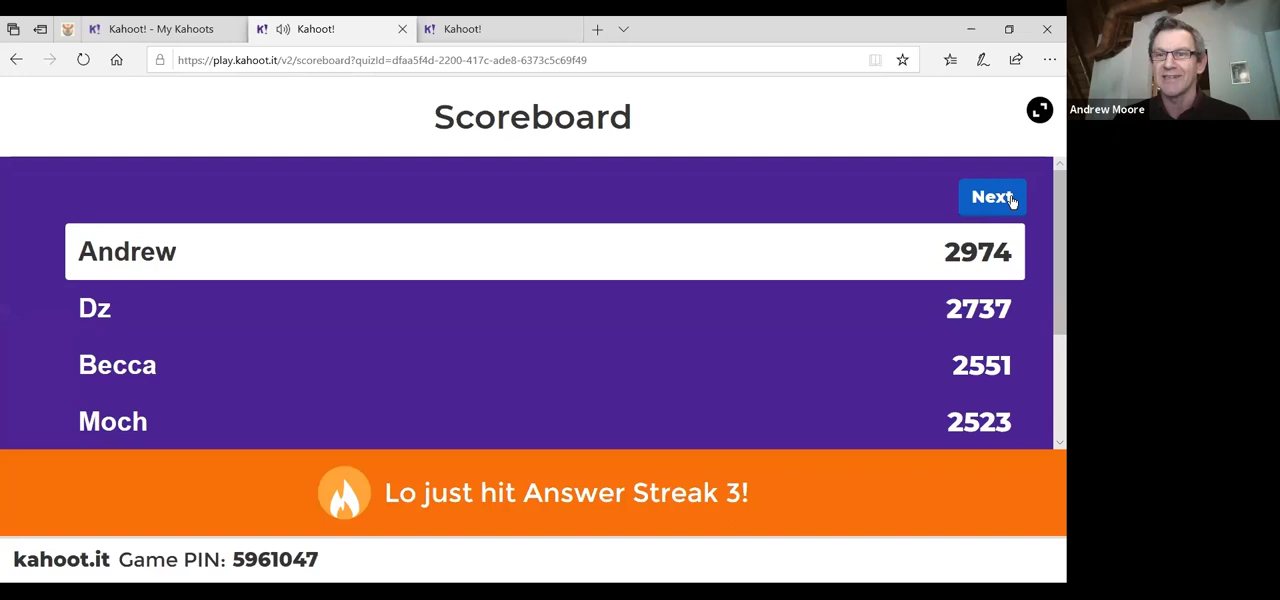 Kahoot! - My Kahoots
Kahoot!
Kahoot!
https://play.kahoot.it/v2/scoreboard?quizId=dfaa5f4d-2200-417c-ade8-6373c5c69f49
Scoreboard
Andrew Moore
Next
Andrew 2974
Dz 2737
Becca 2551
Moch 2523
Lo just hit Answer Streak 3!
kahoot.it Game PIN: 5961047